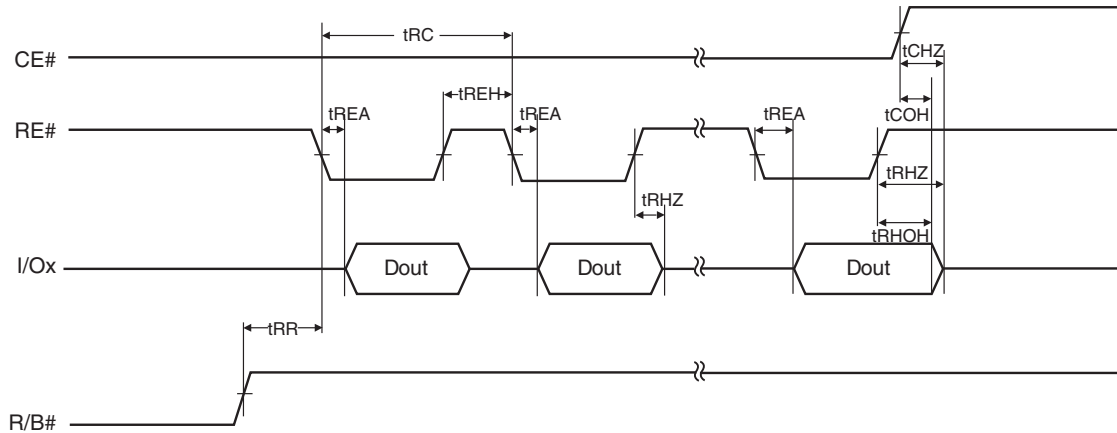 tRC
CE#
tCHZ
tREH
tREA
tREA
tREA
tCOH
RE#
tRHZ
tRHZ
tRHOH
I/Ox
Dout
Dout
Dout
tRR
R/B#